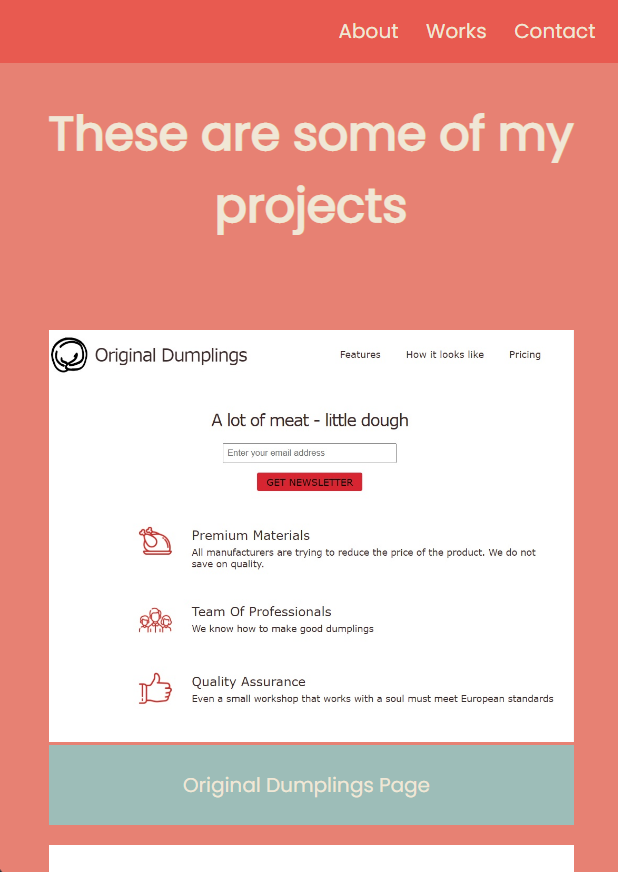 About Works Contact
These are some of my
projects
Original Dumplings
Features How it looks like Pricing
A lot of meat - little dough
Enter your email address
GET NEWSLETTER
Premium Materials
All manufacturers are trying to reduce the price of the product. We do not
save on quality.
Team Of Professionals
We know how to make good dumplings
Quality Assurance
Even a small workshop that works with a soul must meet European standards
Original Dumplings Page